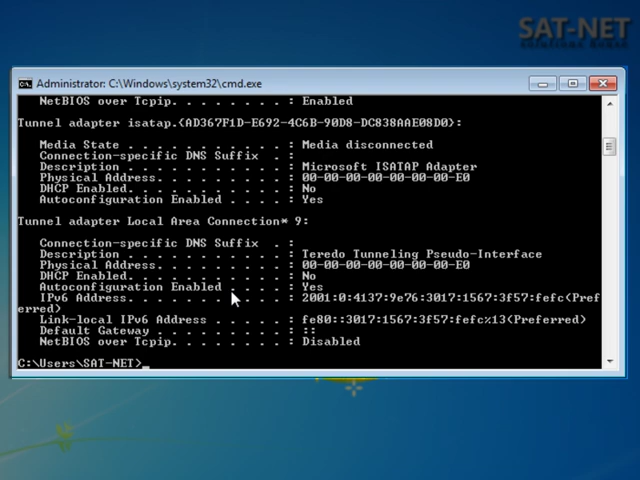 SAT-NET
solutions house
Administrator: C:\Windows\system32\cmd.exe
NetBIOS over Tcpip. . . . . . . . : Enabled
Tunnel adapter isatap.{AD367F1D-E692-4C6B-90D8-DC838AAE08D0}:
Media State . . . . . . . . . . . : Media disconnected
Connection-specific DNS Suffix  . :
Description . . . . . . . . . . . : Microsoft ISATAP Adapter
Physical Address. . . . . . . . . : 00-00-00-00-00-00-00-E0
DHCP Enabled. . . . . . . . . . . : No
Autoconfiguration Enabled . . . . : Yes
Tunnel adapter Local Area Connection* 9:
Connection-specific DNS Suffix  . :
Description . . . . . . . . . . . : Teredo Tunneling Pseudo-Interface
Physical Address. . . . . . . . . : 00-00-00-00-00-00-00-E0
DHCP Enabled. . . . . . . . . . . : No
Autoconfiguration Enabled . . . . : Yes
IPv6 Address. . . . . . . . . . . : 2001:0:4137:9e76:3017:1567:3f57:fefc(Pref
erred)
Link-local IPv6 Address . . . . . : fe80::3017:1567:3f57:fefc%13(Preferred)
Default Gateway . . . . . . . . . : ::
NetBIOS over Tcpip. . . . . . . . : Disabled
C:\Users\SAT-NET>_